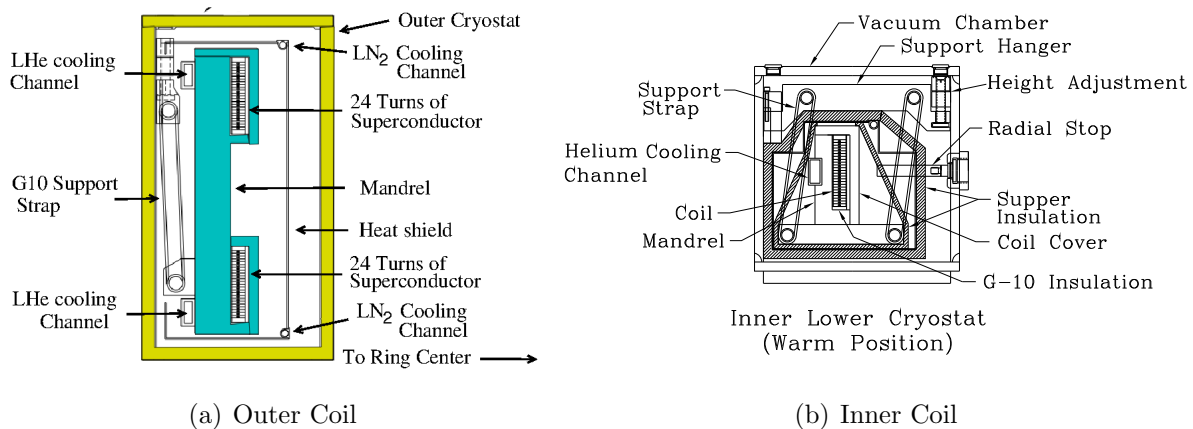 Outer Cryostat
LHe cooling
Channel
LN2 Cooling
Channel
24 Turns of
Superconductor
G10 Support
Strap
Mandrel
Heat shield
24 Turns of
Superconductor
LHe cooling
Channel
LN2 Cooling
Channel
To Ring Center
(a) Outer Coil
Vacuum Chamber
Support Hanger
Support
Strap
Height Adjustment
Radial Stop
Helium Cooling
Channel
Coil
Mandrel
Supper
Insulation
Coil Cover
G-10 Insulation
Inner Lower Cryostat
(Warm Position)
(b) Inner Coil